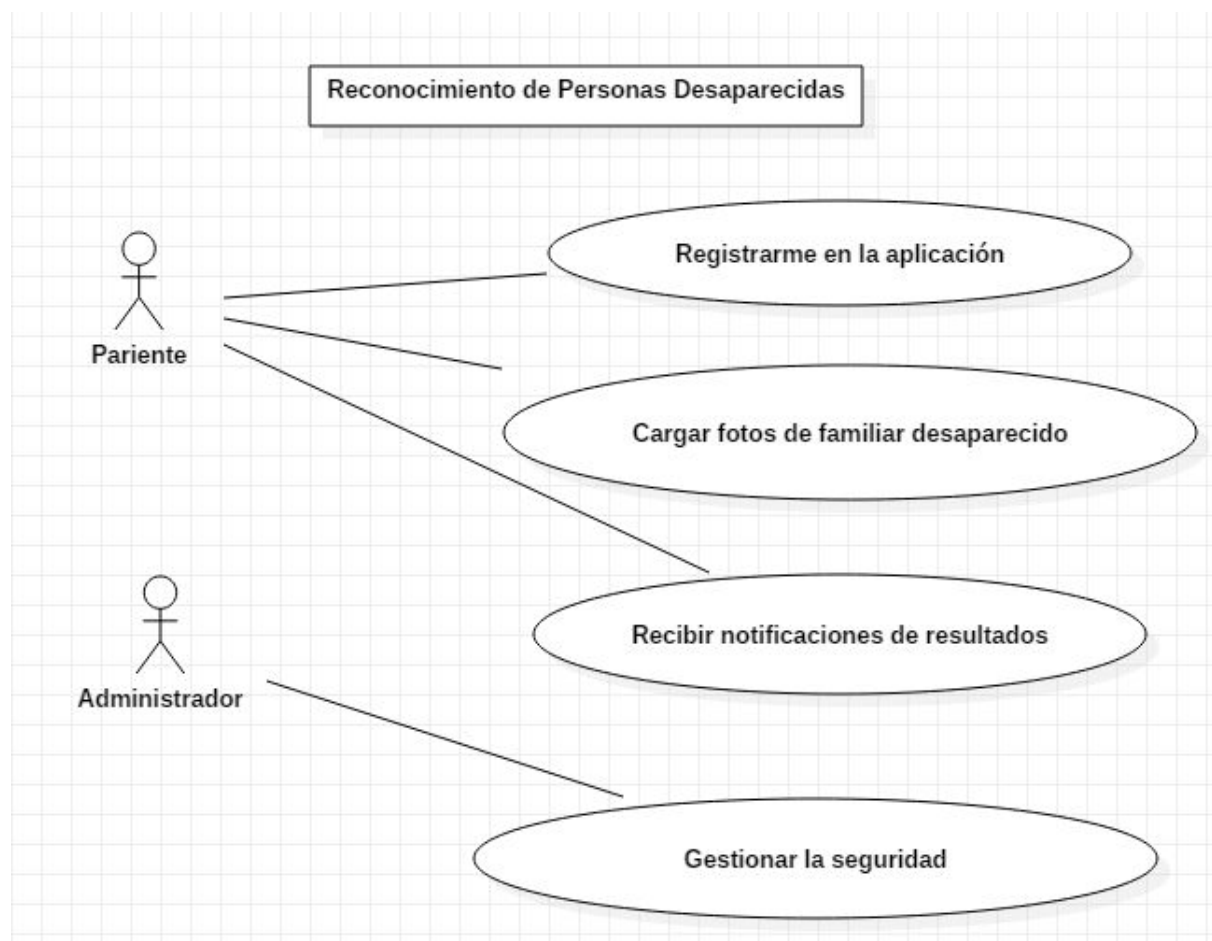 Reconocimiento de Personas Desaparecidas
Registrarme en la aplicación
Pariente
Cargar fotos de familiar desaparecido
Recibir notificaciones de resultados
Administrador
Gestionar la seguridad